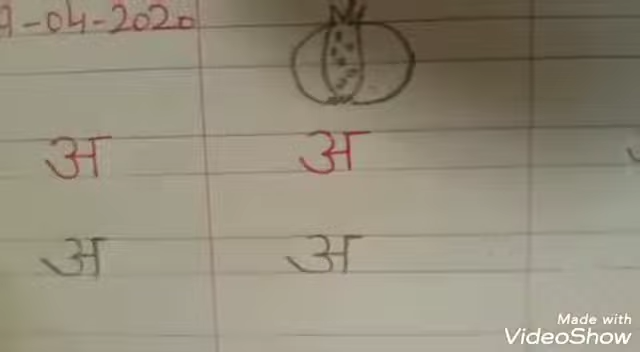 9-04-2020
अ अ
अ अ
Made with
VideoShow